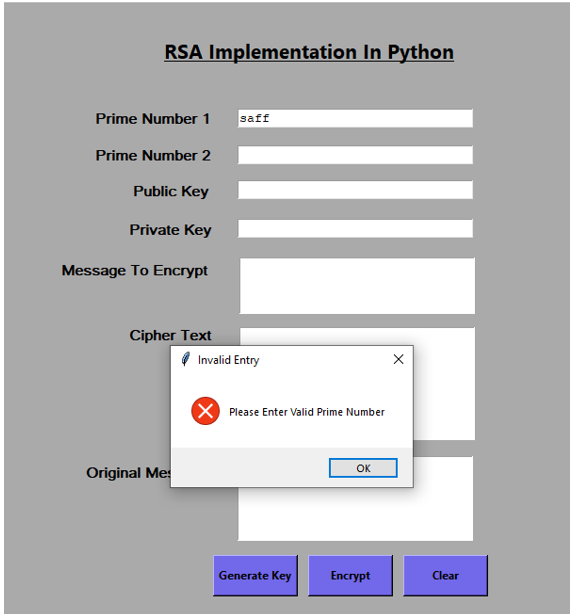 RSA Implementation In Python
Prime Number 1
saff
Prime Number 2
Public Key
Private Key
Message To Encrypt
Cipher Text
Invalid Entry
Please Enter Valid Prime Number
OK
Original Mes
Generate Key
Encrypt
Clear